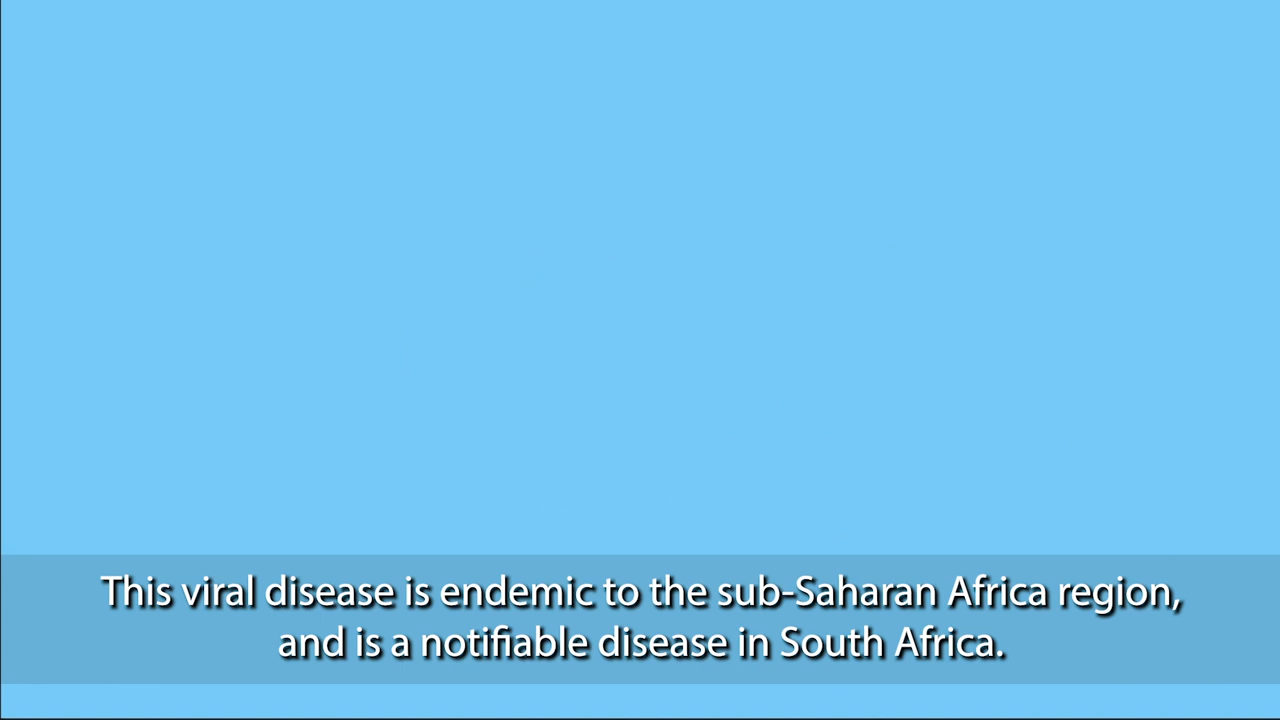 This viral disease is endemic to the sub-Saharan Africa region,
and is a notifiable disease in South Africa.